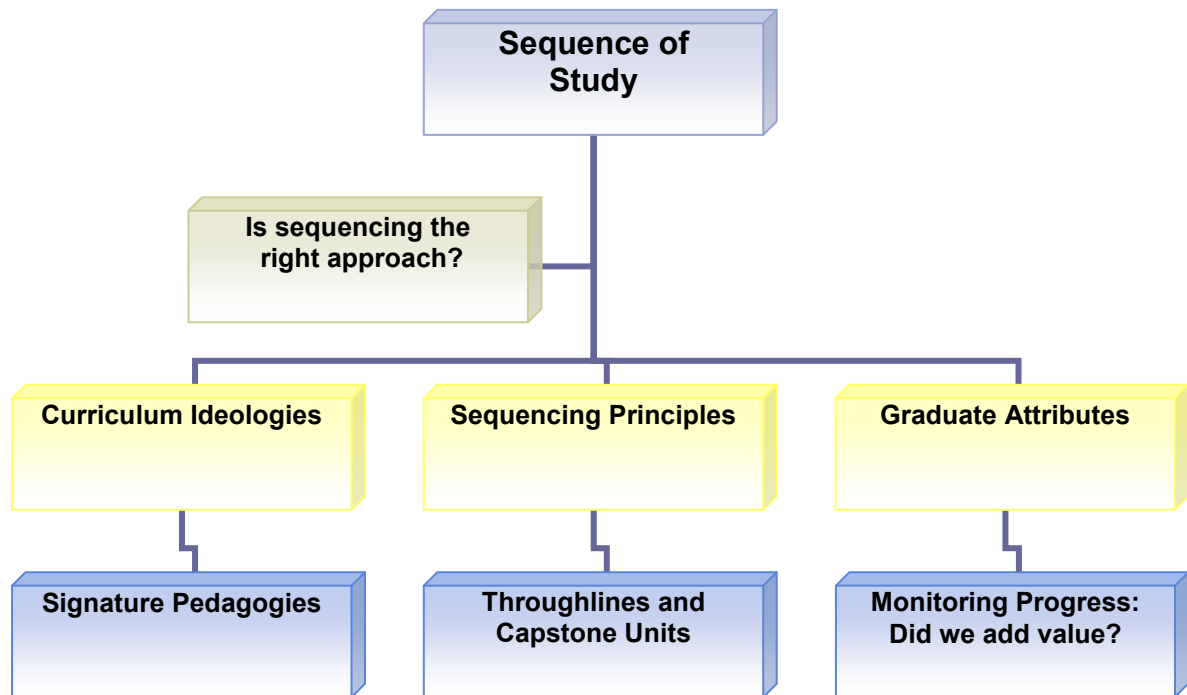 Sequence of
Study
Is sequencing the
right approach?
Curriculum Ideologies
Sequencing Principles
Graduate Attributes
Signature Pedagogies
Throughlines and
Capstone Units
Monitoring Progress:
Did we add value?